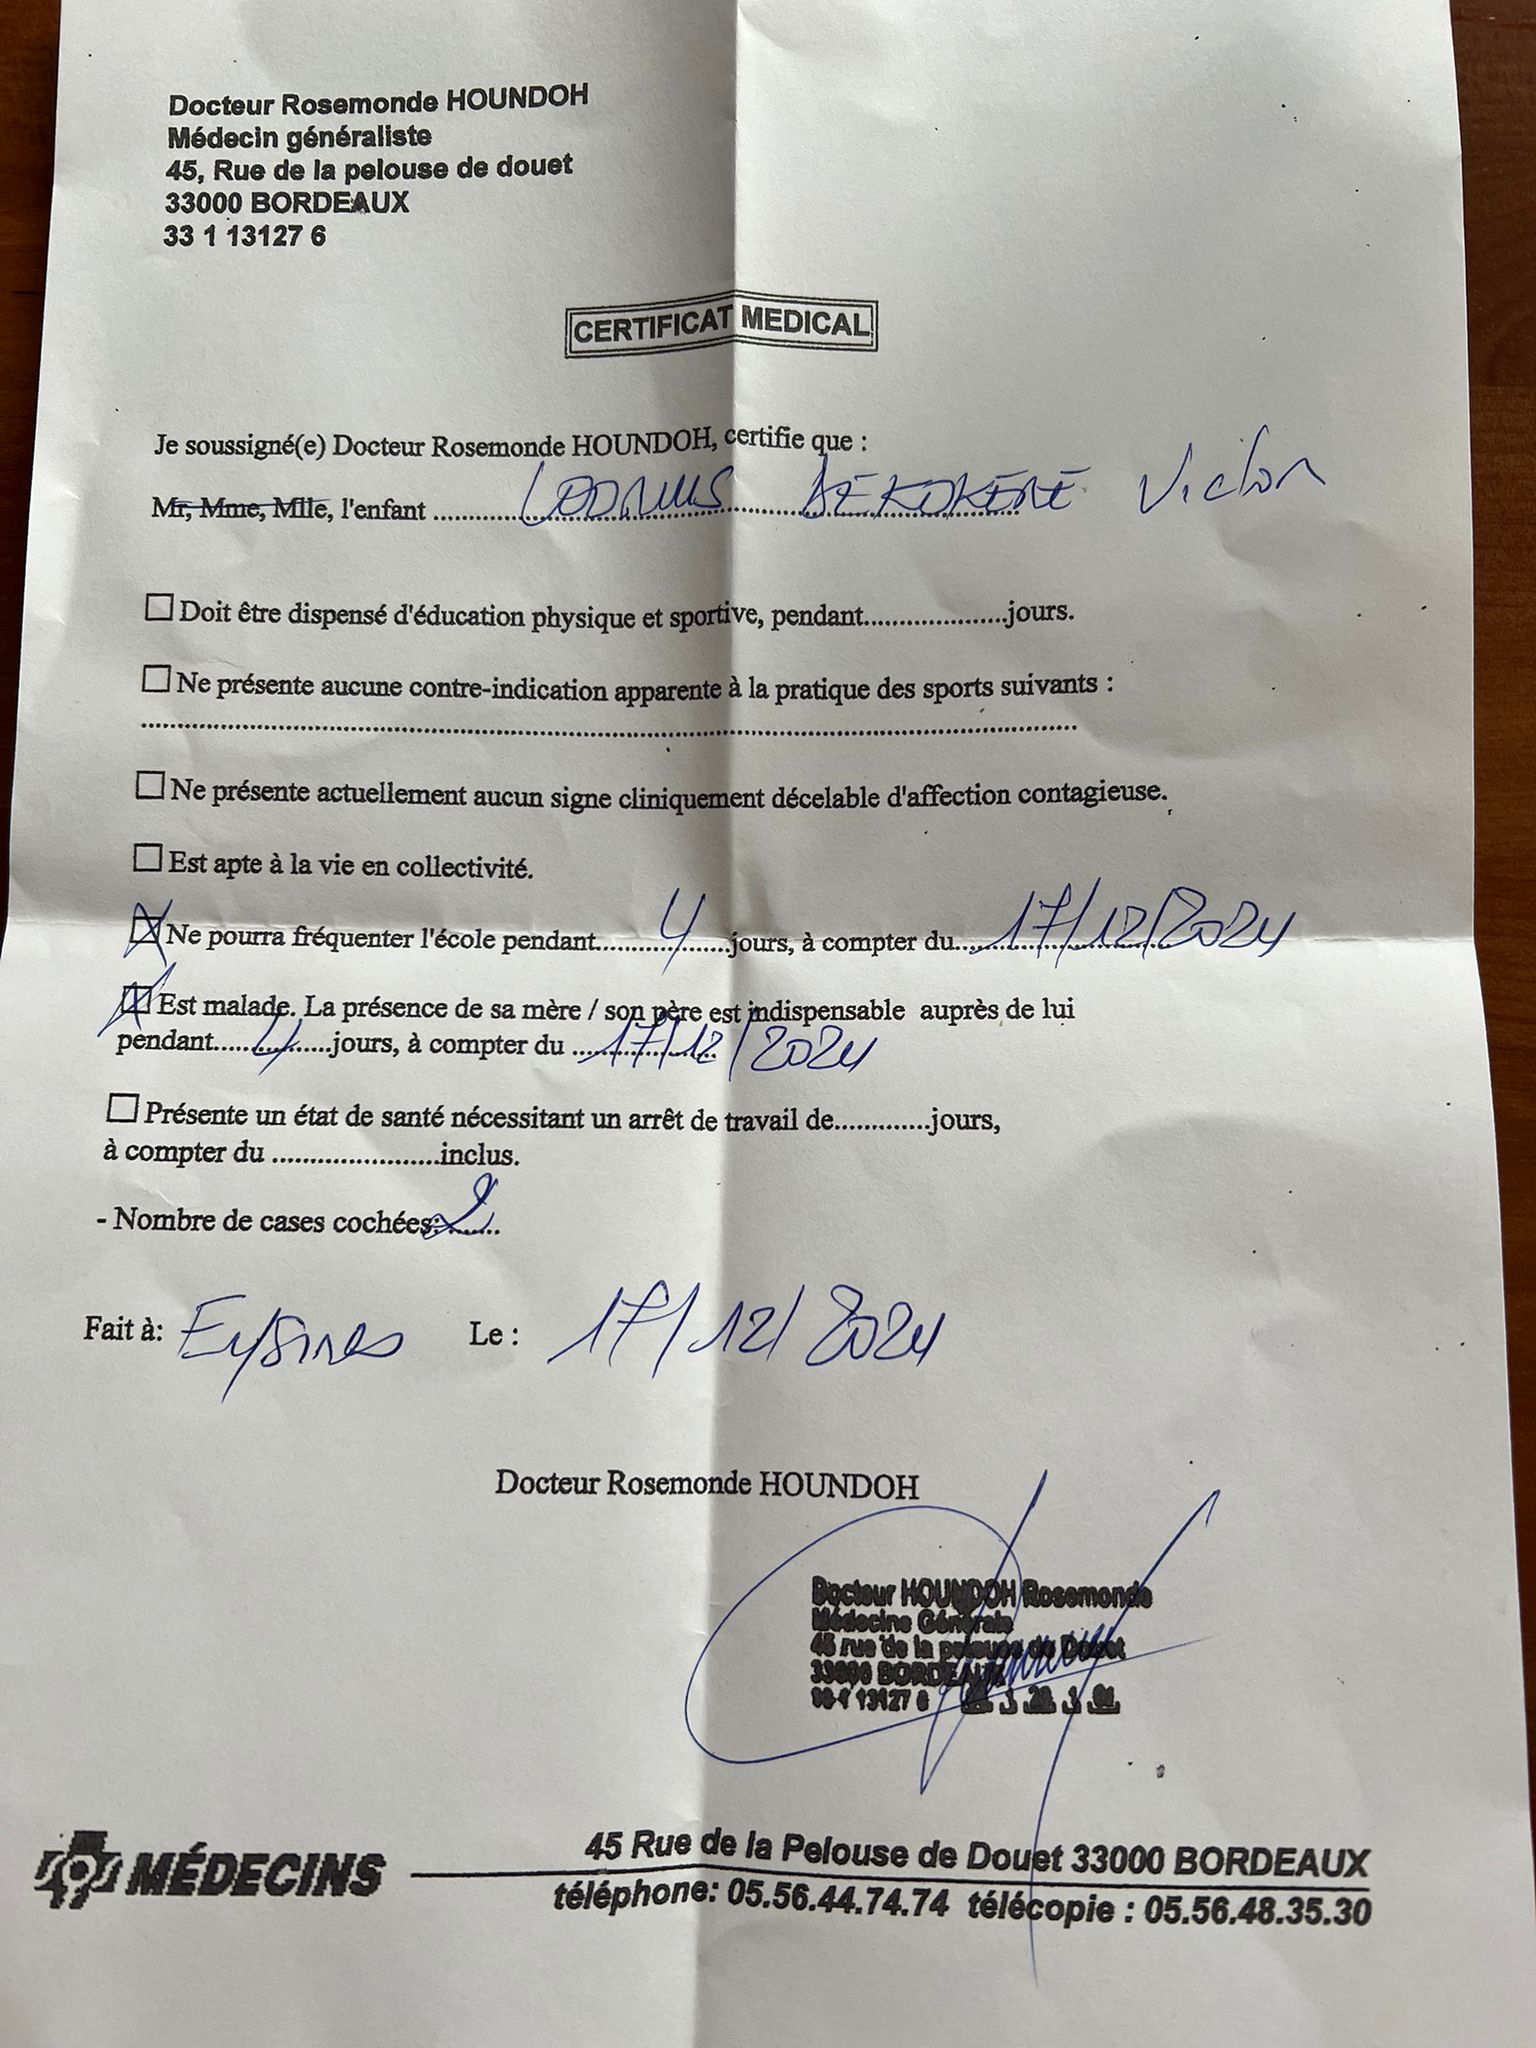 Docteur Rosemonde HOUNDOH
Médecin généraliste
45, Rue de la pelouse de douet
33000 BORDEAUX
33 1 13127 6
CERTIFICAT MEDICAL
Je soussigné(e) Docteur Rosemonde HOUNDOH, certifie que :
Mr, Mme, Mlle, l'enfant .......... DEKOKERE Victor
☐ Doit être dispensé d'éducation physique et sportive, pendant...................jours.
☐ Ne présente aucune contre-indication apparente à la pratique des sports suivants :
☐ Ne présente actuellement aucun signe cliniquement décelable d'affection contagieuse.
☐ Est apte à la vie en collectivité.
☒ Ne pourra fréquenter l'école pendant........4........jours, à compter du....17/12/2024
☒ Est malade. La présence de sa mère / son père est indispensable auprès de lui
pendant......4......jours, à compter du ....17/12/2024
☐ Présente un état de santé nécessitant un arrêt de travail de.............jours,
à compter du .......................inclus.
- Nombre de cases cochées: 2
Fait à: Eysines Le : 17/12/2024
Docteur Rosemonde HOUNDOH
Docteur HOUNDOH Rosemonde
Médecine Générale
45 rue de la pelouse de Douet
33000 BORDEAUX
13127 6
MÉDECINS
45 Rue de la Pelouse de Douet 33000 BORDEAUX
téléphone: 05.56.44.74.74 télécopie : 05.56.48.35.30